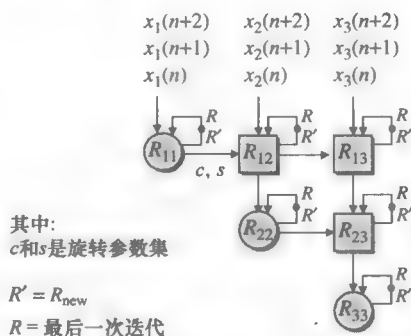 x₁(n+2) x₂(n+2) x₃(n+2)
x₁(n+1) x₂(n+1) x₃(n+1)
x₁(n) x₂(n) x₃(n)
R R R
R' R' R'
R₁₁ R₁₂ R₁₃
c, s
R R
R' R'
R₂₂ R₂₃
其中:
c和s是旋转参数集
R
R'
R₃₃
R' = R_new
R = 最后一次迭代